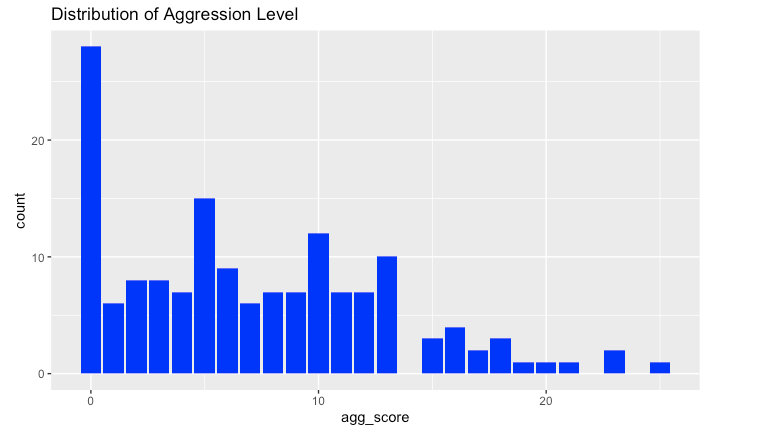 Distribution of Aggression Level
count
20
10
0
0 10 20
agg_score